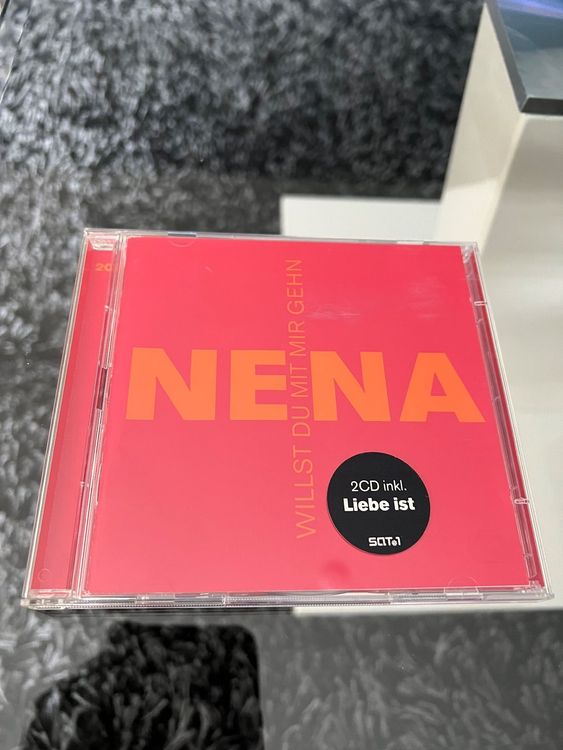 NENA
WILLST DU MIT MIR GEHN
2CD inkl.
Liebe ist
SAT.1